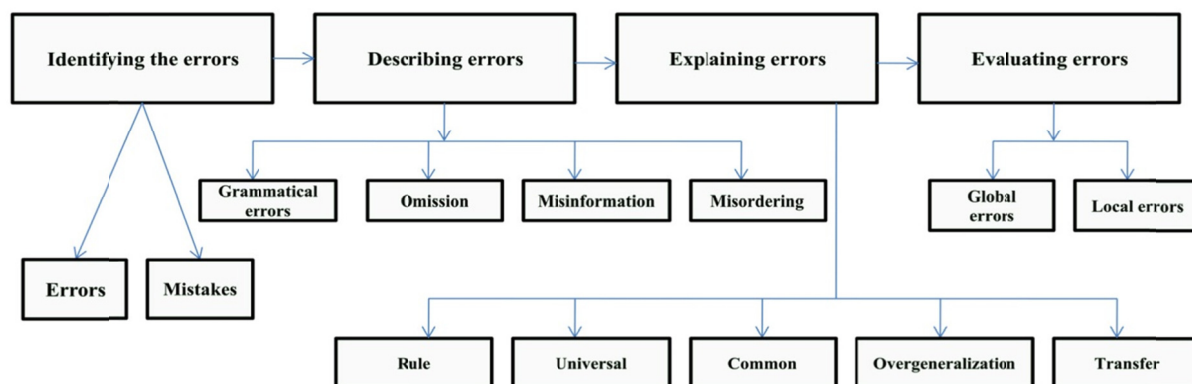 Identifying the errors
Describing errors
Explaining errors
Evaluating errors
Grammatical
errors
Omission
Misinformation
Misordering
Global
errors
Local errors
Errors
Mistakes
Rule
Universal
Common
Overgeneralization
Transfer